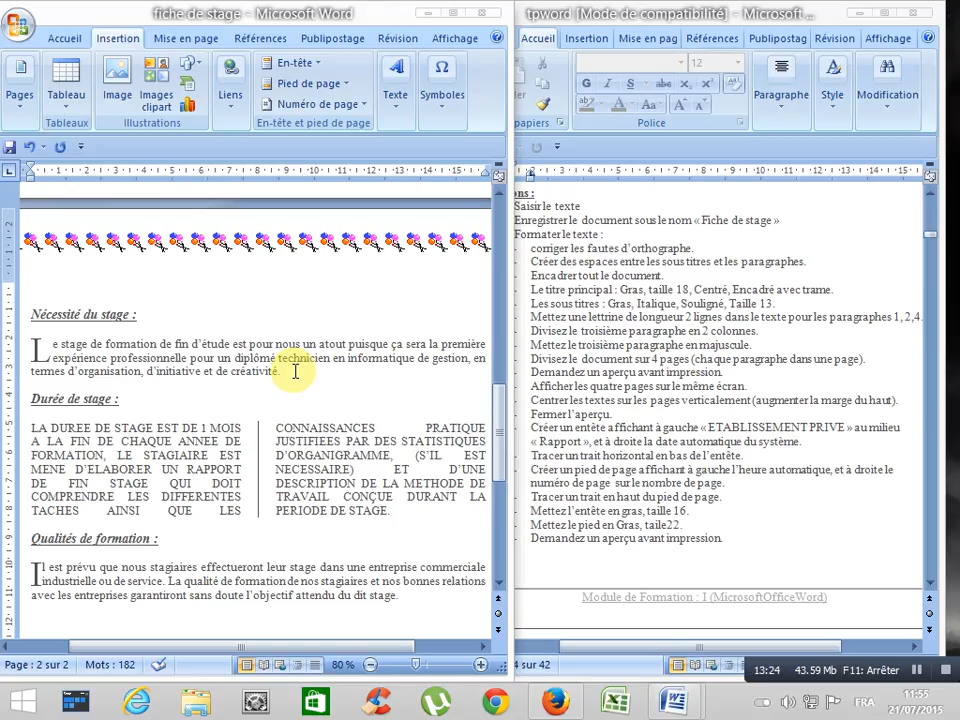 fiche de stage - Microsoft Word
Accueil Insertion Mise en page Références Publipostage Révision Affichage
Pages
Tableau
Image
Images clipart
Liens
En-tête
Pied de page
Numéro de page
Texte
Symboles
Tableaux
Illustrations
En-tête et pied de page
Nécessité du stage :
Le stage de formation de fin d'étude est pour nous un atout puisque ça sera la première
expérience professionnelle pour un diplômé technicien en informatique de gestion, en
termes d'organisation, d'initiative et de créativité.
Durée de stage :
LA DUREE DE STAGE EST DE 1 MOIS
A LA FIN DE CHAQUE ANNEE DE
FORMATION, LE STAGIAIRE EST
MENE D'ELABORER UN RAPPORT
DE FIN STAGE QUI DOIT
COMPRENDRE LES DIFFERENTES
TACHES AINSI QUE LES
CONNAISSANCES PRATIQUE
JUSTIFIEES PAR DES STATISTIQUES
D'ORGANIGRAMME, (S'IL EST
NECESSAIRE) ET D'UNE
DESCRIPTION DE LA METHODE DE
TRAVAIL CONÇUE DURANT LA
PERIODE DE STAGE.
Qualités de formation :
Il est prévu que nous stagiaires effectueront leur stage dans une entreprise commerciale
industrielle ou de service. La qualité de formation de nos stagiaires et nos bonnes relations
avec les entreprises garantiront sans doute l'objectif attendu du dit stage.
Page : 2 sur 2 Mots : 182 80 %
tpword [Mode de compatibilité] - Microsoft ...
Accueil Insertion Mise en pag Références Publipostag Révision Affichage
12
G I S abc x₂ x²
Paragraphe
Style
Modification
papiers
Police
ons :
Saisir le texte
Enregistrer le document sous le nom « Fiche de stage »
Formater le texte :
- corriger les fautes d'orthographe.
- Créer des espaces entre les sous titres et les paragraphes.
- Encadrer tout le document.
- Le titre principal : Gras, taille 18, Centré, Encadré avec trame.
- Les sous titres : Gras, Italique, Souligné, Taille 13.
- Mettez une lettrine de longueur 2 lignes dans le texte pour les paragraphes 1, 2,4.
- Divisez le troisième paragraphe en 2 colonnes.
- Mettez le troisième paragraphe en majuscule.
- Divisez le document sur 4 pages (chaque paragraphe dans une page).
- Demandez un aperçu avant impression.
- Afficher les quatre pages sur le même écran.
- Centrer les textes sur les pages verticalement (augmenter la marge du haut).
- Fermer l'aperçu.
- Créer un entête affichant à gauche « ETABLISSEMENT PRIVE » au milieu
« Rapport », et à droite la date automatique du système.
- Tracer un trait horizontal en bas de l'entête.
- Créer un pied de page affichant à gauche l'heure automatique, et à droite le
numéro de page sur le nombre de page.
- Tracer un trait en haut du pied de page.
- Mettez l'entête en gras, taille 16.
- Mettez le pied en Gras, taile22.
- Demandez un aperçu avant impression.
Module de Formation : I (MicrosoftOfficeWord)
4 sur 42
13:24 43.59 Mb F11: Arrêter
FRA
11:55
21/07/2015